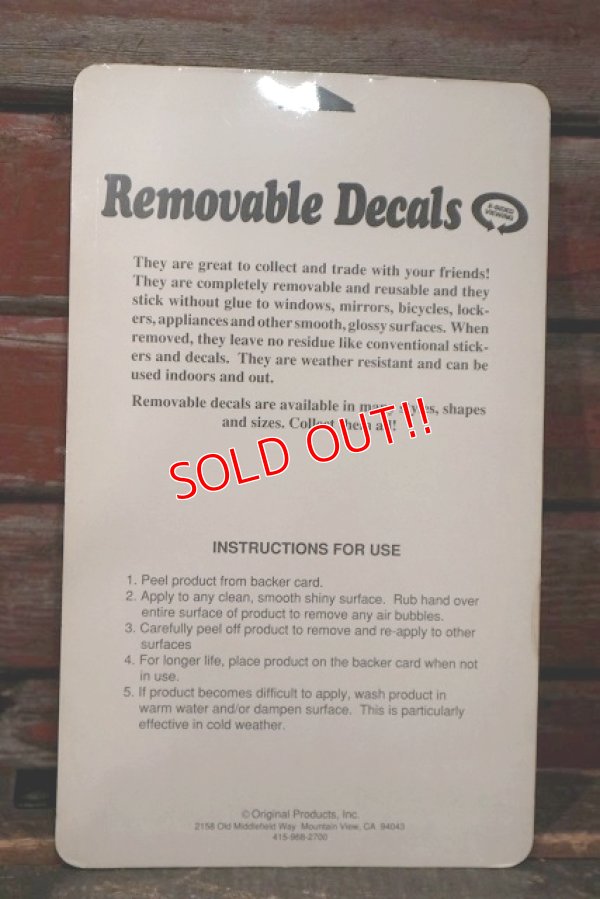 Removable Decals
2-SIDED
VIEWING
They are great to collect and trade with your friends!
They are completely removable and reusable and they
stick without glue to windows, mirrors, bicycles, lock-
ers, appliances and other smooth, glossy surfaces. When
removed, they leave no residue like conventional stick-
ers and decals. They are weather resistant and can be
used indoors and out.
Removable decals are available in many styles, shapes
and sizes. Collect them all!
SOLD OUT!!
INSTRUCTIONS FOR USE
1. Peel product from backer card.
2. Apply to any clean, smooth shiny surface. Rub hand over
entire surface of product to remove any air bubbles.
3. Carefully peel off product to remove and re-apply to other
surfaces
4. For longer life, place product on the backer card when not
in use.
5. If product becomes difficult to apply, wash product in
warm water and/or dampen surface. This is particularly
effective in cold weather.
© Original Products, Inc.
2158 Old Middlefield Way Mountain View, CA 94043
415-968-2700